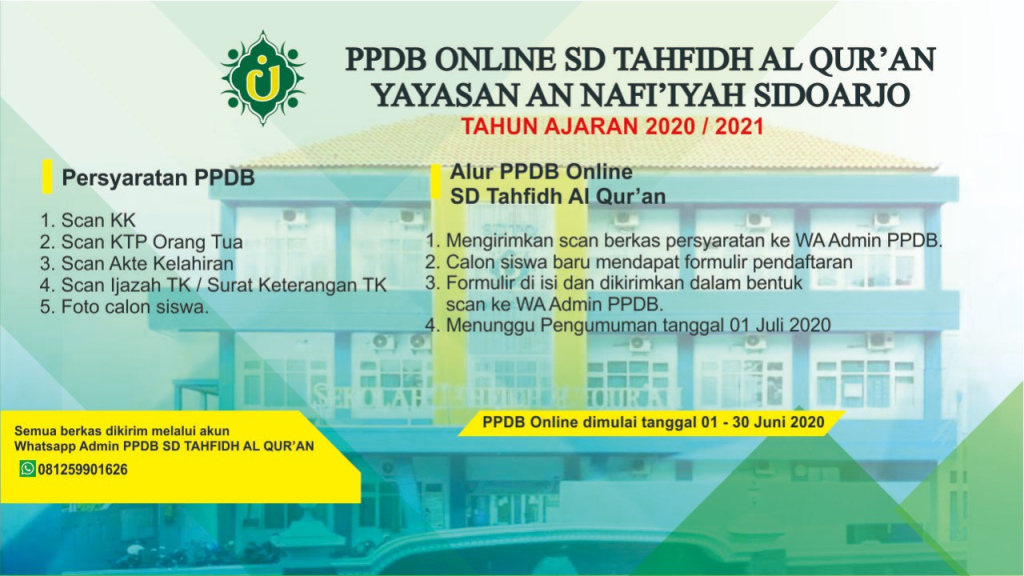 PPDB ONLINE SD TAHFIDH AL QUR'AN
YAYASAN AN NAFI'IYAH SIDOARJO
TAHUN AJARAN 2020 / 2021
Persyaratan PPDB
1. Scan KK
2. Scan KTP Orang Tua
3. Scan Akte Kelahiran
4. Scan Ijazah TK / Surat Keterangan TK
5. Foto calon siswa.
Alur PPDB Online
SD Tahfidh Al Qur'an
1. Mengirimkan scan berkas persyaratan ke WA Admin PPDB.
2. Calon siswa baru mendapat formulir pendaftaran
3. Formulir di isi dan dikirimkan dalam bentuk
scan ke WA Admin PPDB.
4. Menunggu Pengumuman tanggal 01 Juli 2020
SEKOLAH TAHFIDH AL QUR'AN
PPDB Online dimulai tanggal 01 - 30 Juni 2020
Semua berkas dikirim melalui akun
Whatsapp Admin PPDB SD TAHFIDH AL QUR'AN
081259901626